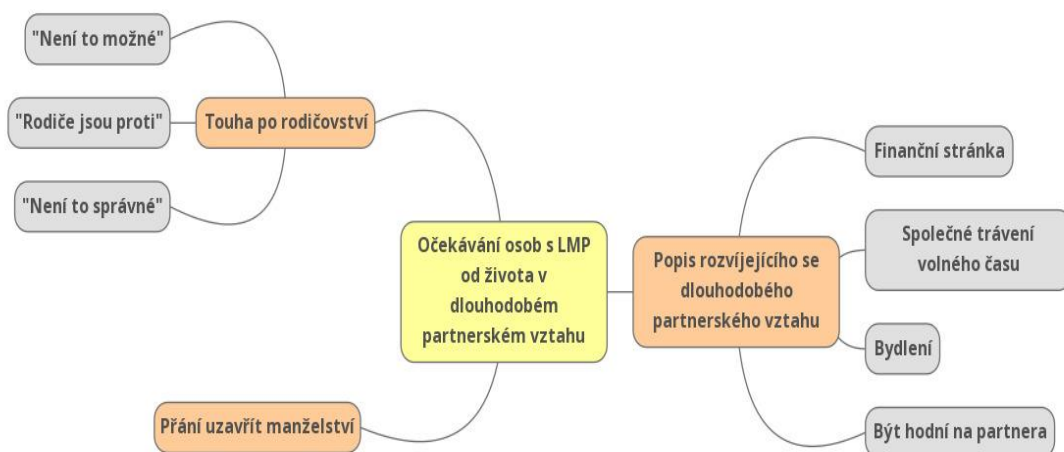 "Není to možné"
"Rodiče jsou proti"
"Není to správné"
Touha po rodičovství
Přání uzavřít manželství
Očekávání osob s LMP
od života v
dlouhodobém
partnerském vztahu
Popis rozvíjejícího se
dlouhodobého
partnerského vztahu
Finanční stránka
Společné trávení
volného času
Bydlení
Být hodní na partnera